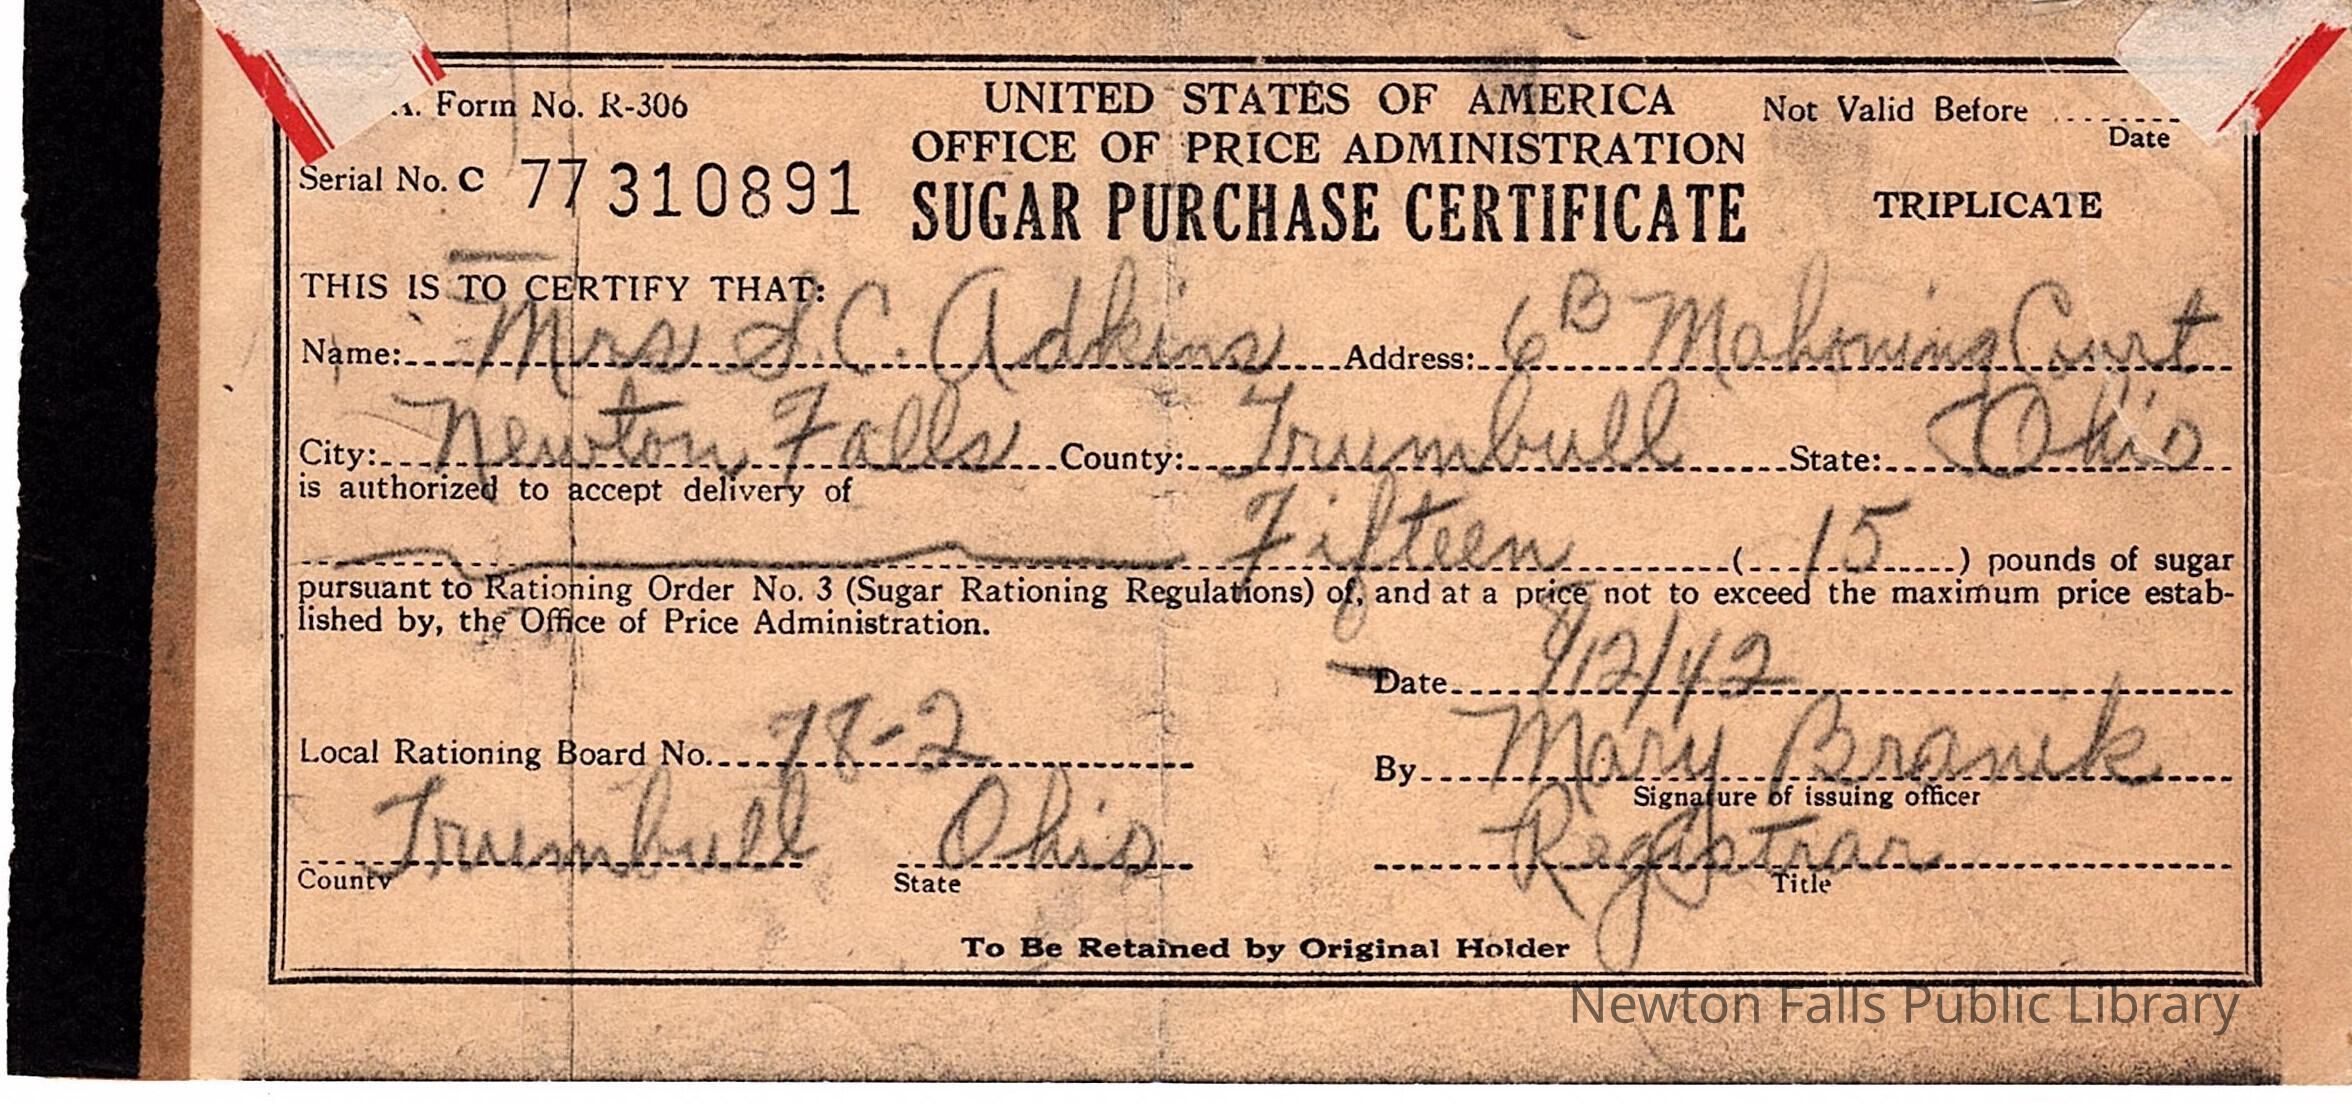 A. Form No. R-306
UNITED STATES OF AMERICA
Not Valid Before ........
Date
OFFICE OF PRICE ADMINISTRATION
Serial No. C 77310891
SUGAR PURCHASE CERTIFICATE
TRIPLICATE
THIS IS TO CERTIFY THAT:
Name: Mrs S.C. Adkins Address: 6B Mahoning Court
City: Newton Falls County: Trumbull State: Ohio
is authorized to accept delivery of
Fifteen ( 15 ) pounds of sugar
pursuant to Rationing Order No. 3 (Sugar Rationing Regulations) of, and at a price not to exceed the maximum price estab-
lished by, the Office of Price Administration.
Date 8/12/42
Local Rationing Board No. 78-2
By Mary Branik
Signature of issuing officer
Trumbull Ohio Registrar
County State Title
To Be Retained by Original Holder
Newton Falls Public Library